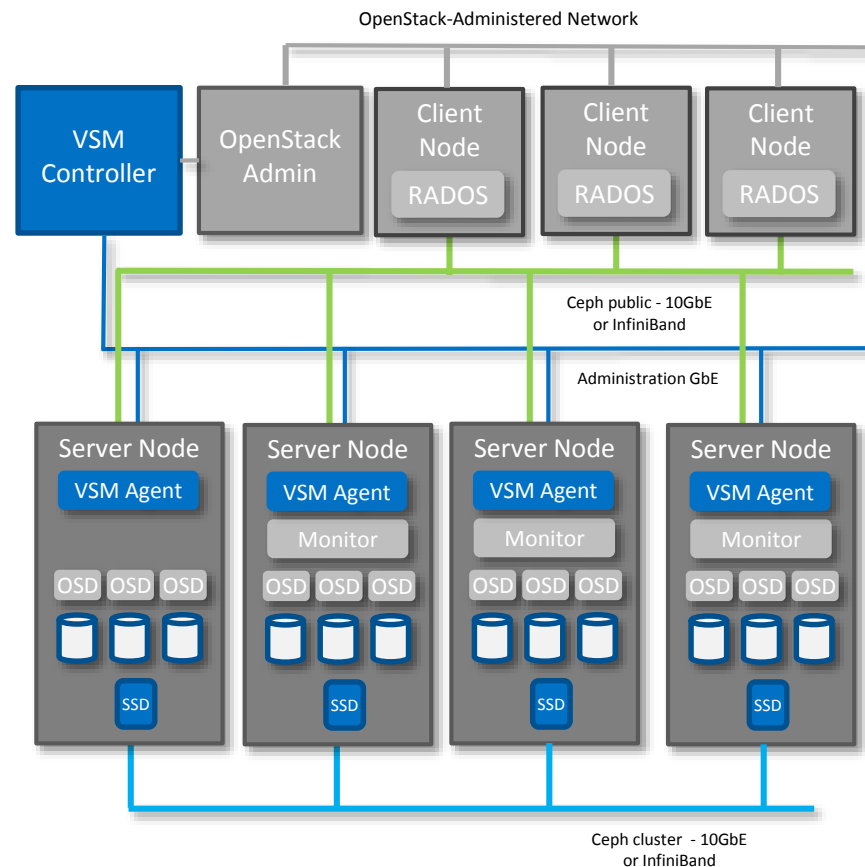 OpenStack-Administered Network
VSM
Controller
OpenStack
Admin
Client
Node
RADOS
Client
Node
RADOS
Client
Node
RADOS
Ceph public - 10GbE
or InfiniBand
Administration GbE
Server Node
VSM Agent
OSD OSD OSD
SSD
Server Node
VSM Agent
Monitor
OSD OSD OSD
SSD
Server Node
VSM Agent
Monitor
OSD OSD OSD
SSD
Server Node
VSM Agent
Monitor
OSD OSD OSD
SSD
Ceph cluster - 10GbE
or InfiniBand